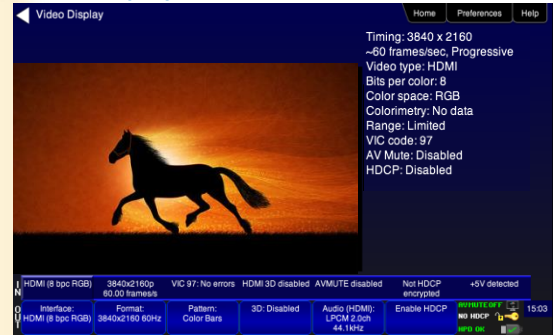 Video Display
Home
Preferences
Help
Timing: 3840 x 2160
~60 frames/sec, Progressive
Video type: HDMI
Bits per color: 8
Color space: RGB
Colorimetry: No data
Range: Limited
VIC code: 97
AV Mute: Disabled
HDCP: Disabled
IN
HDMI (8 bpc RGB)
3840x2160p
60.00 frames/s
VIC 97: No errors
HDMI 3D disabled
AVMUTE disabled
Not HDCP
encrypted
+5V detected
OUT
Interface:
HDMI (8 bpc RGB)
Format:
3840x2160 60Hz
Pattern:
Color Bars
3D: Disabled
Audio (HDMI):
LPCM 2.0ch
44.1kHz
Enable HDCP
AVMUTE OFF
NO HDCP
HPD OK
15:03